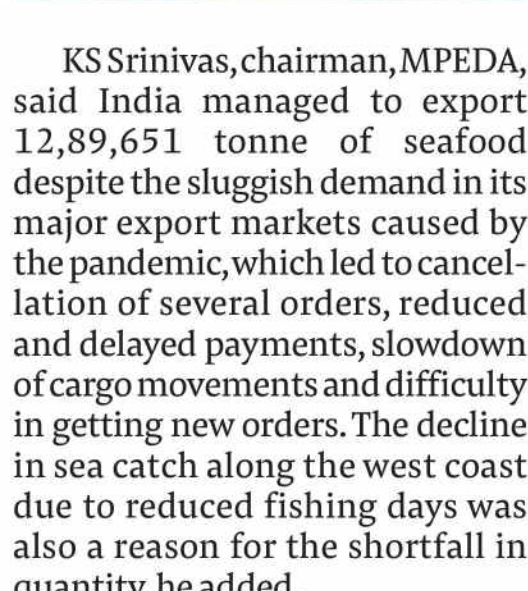 KS Srinivas, chairman, MPEDA,
said India managed to export
12,89,651 tonne of seafood
despite the sluggish demand in its
major export markets caused by
the pandemic, which led to cancel-
lation of several orders, reduced
and delayed payments, slowdown
of cargo movements and difficulty
in getting new orders. The decline
in sea catch along the west coast
due to reduced fishing days was
also a reason for the shortfall in
quantity, he added.